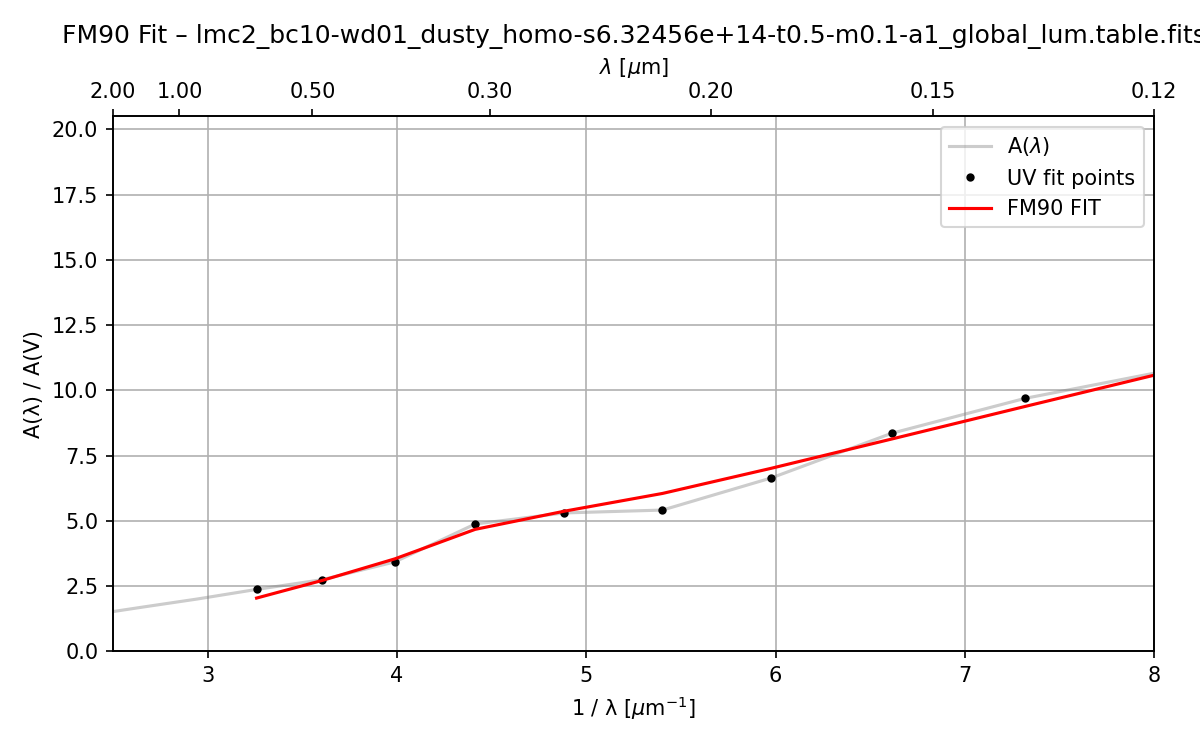 FM90 Fit – lmc2_bc10-wd01_dusty_homo-s6.32456e+14-t0.5-m0.1-a1_global_lum.table.fits
λ [μm]
2.00 1.00 0.50 0.30 0.20 0.15 0.12
A(λ)
UV fit points
FM90 FIT
20.0
17.5
15.0
12.5
10.0
7.5
5.0
2.5
0.0
A(λ) / A(V)
3 4 5 6 7 8
1 / λ [μm⁻¹]